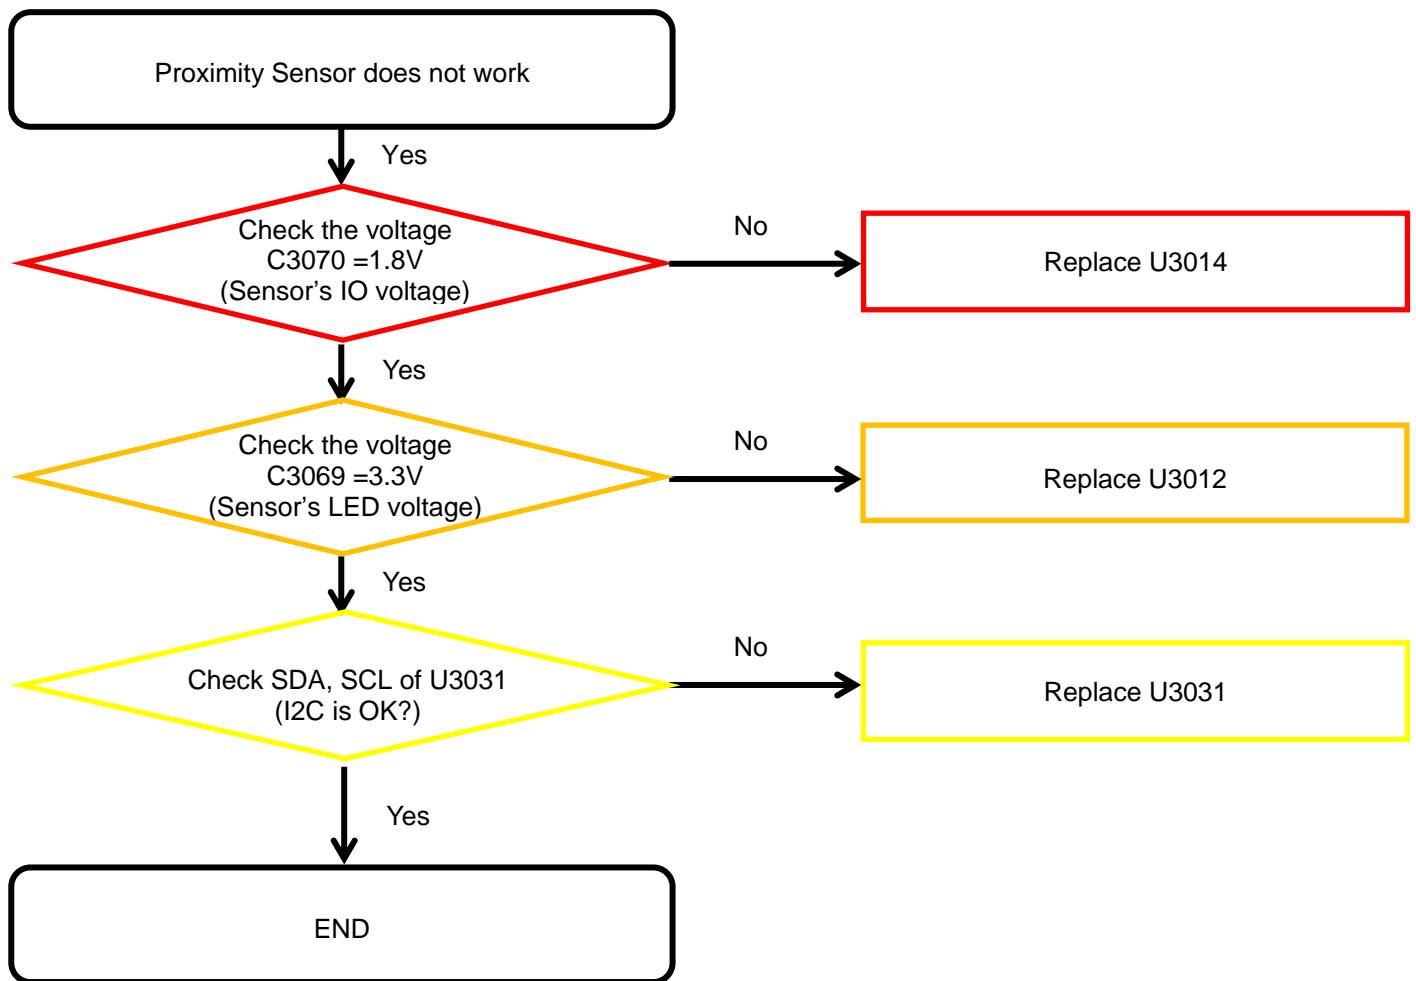 Proximity Sensor does not work
Yes
Check the voltage
C3070 =1.8V
(Sensor’s IO voltage)
No
Replace U3014
Yes
Check the voltage
C3069 =3.3V
(Sensor’s LED voltage)
No
Replace U3012
Yes
Check SDA, SCL of U3031
(I2C is OK?)
No
Replace U3031
Yes
END